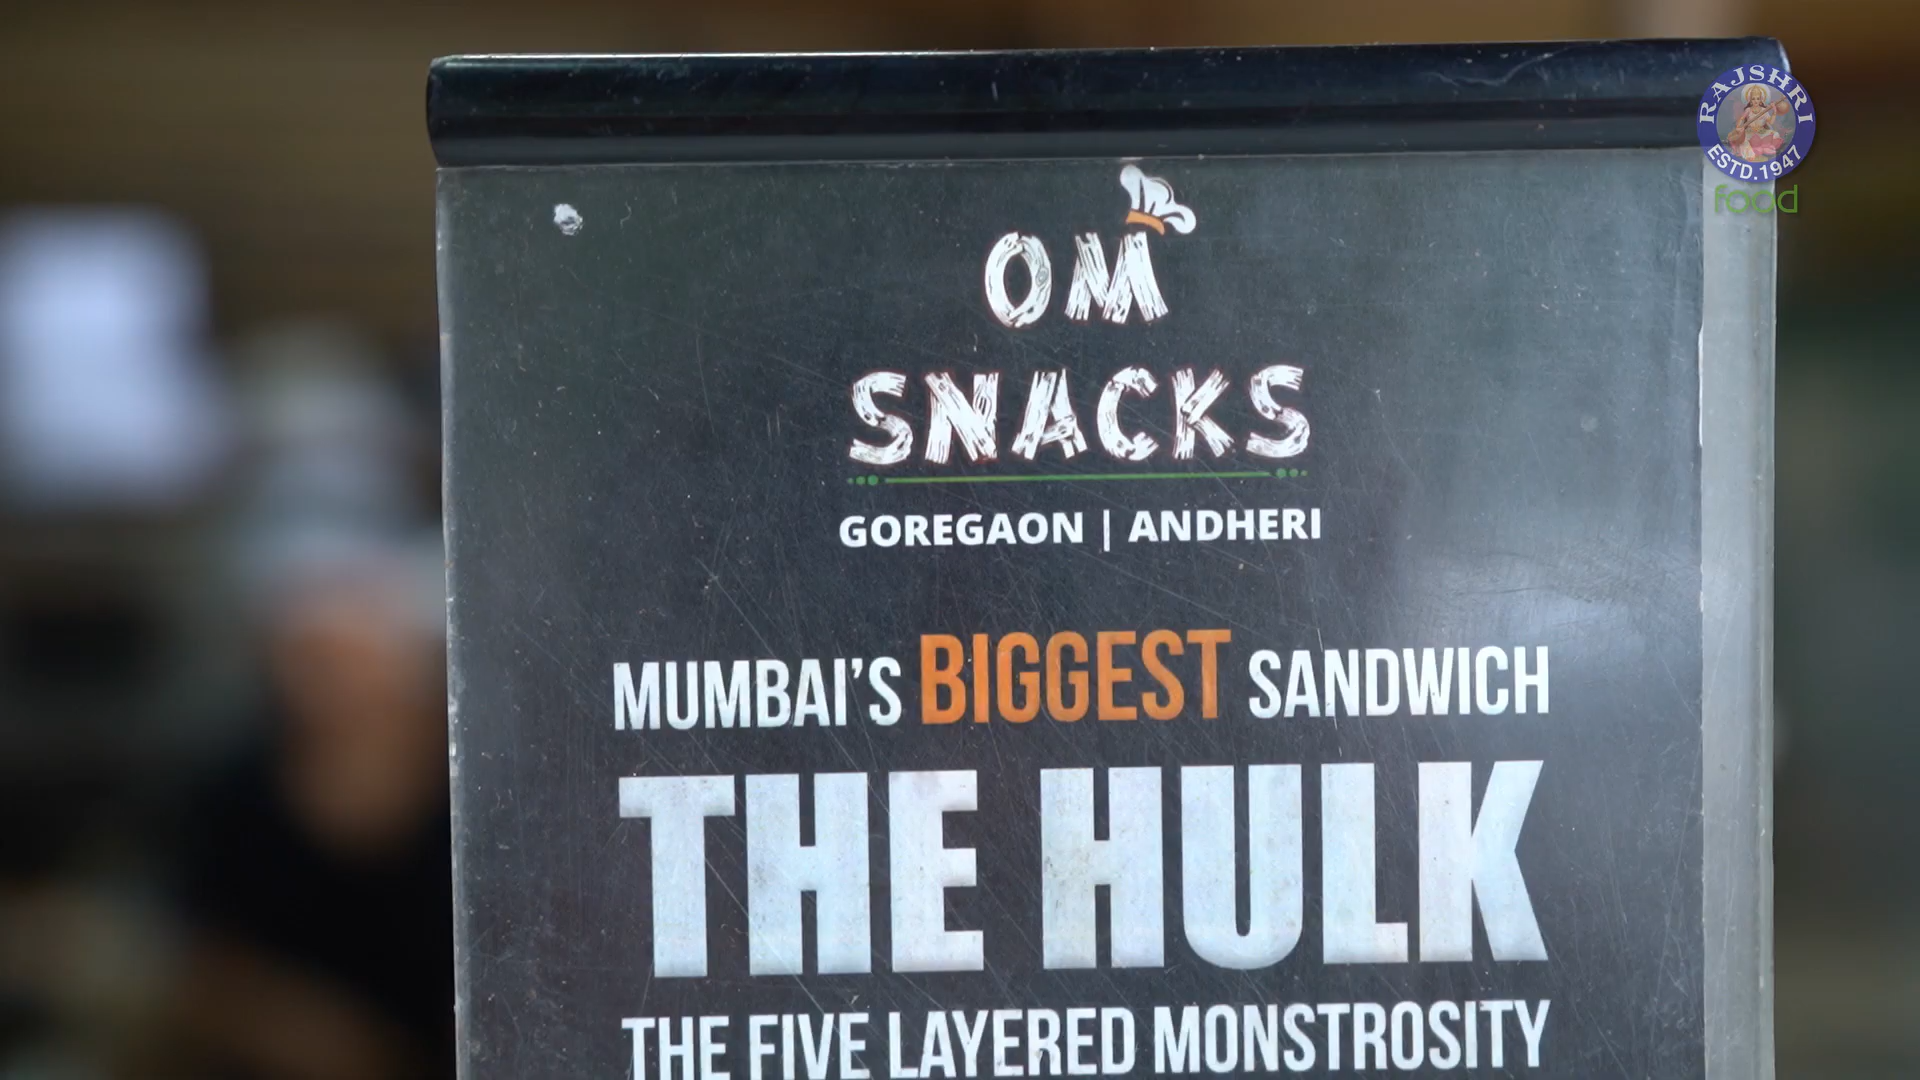 OM
SNACKS
GOREGAON | ANDHERI
MUMBAI'S BIGGEST SANDWICH
THE HULK
THE FIVE LAYERED MONSTROSITY
RAJSHRI
ESTD.1947
food